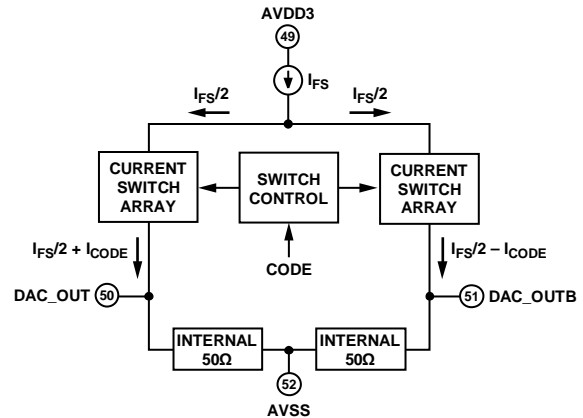 AVDD3
49
I_FS
I_FS/2
I_FS/2
CURRENT
SWITCH
ARRAY
SWITCH
CONTROL
CURRENT
SWITCH
ARRAY
I_FS/2 + I_CODE
CODE
I_FS/2 – I_CODE
DAC_OUT 50
51 DAC_OUTB
INTERNAL
50Ω
INTERNAL
50Ω
52
AVSS